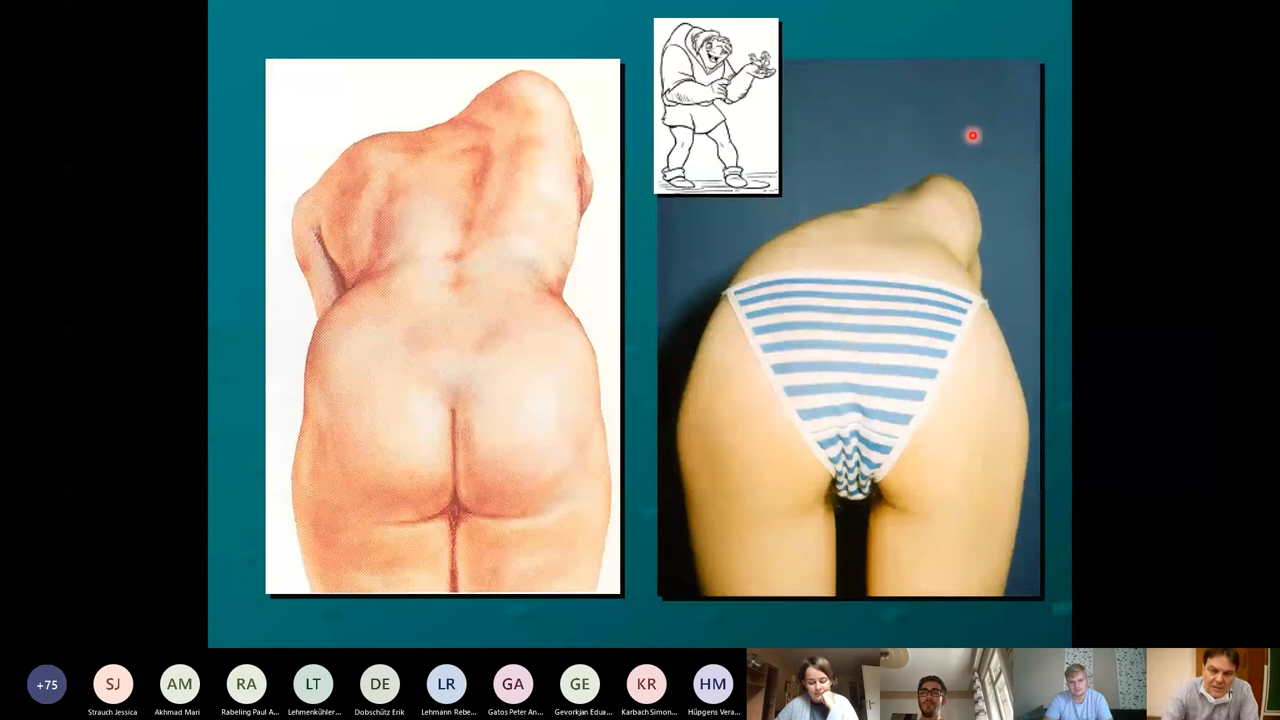 +75
SJ
AM
RA
LT
DE
LR
GA
GE
KR
HM
Strauch Jessica
Akhmad Mari
Rabeling Paul A...
Lehmenkühler...
Dobschütz Erik
Lehmann Rebe...
Gatos Peter An...
Gevorkjan Edua...
Karbach Simon...
Hüpgens Vera...